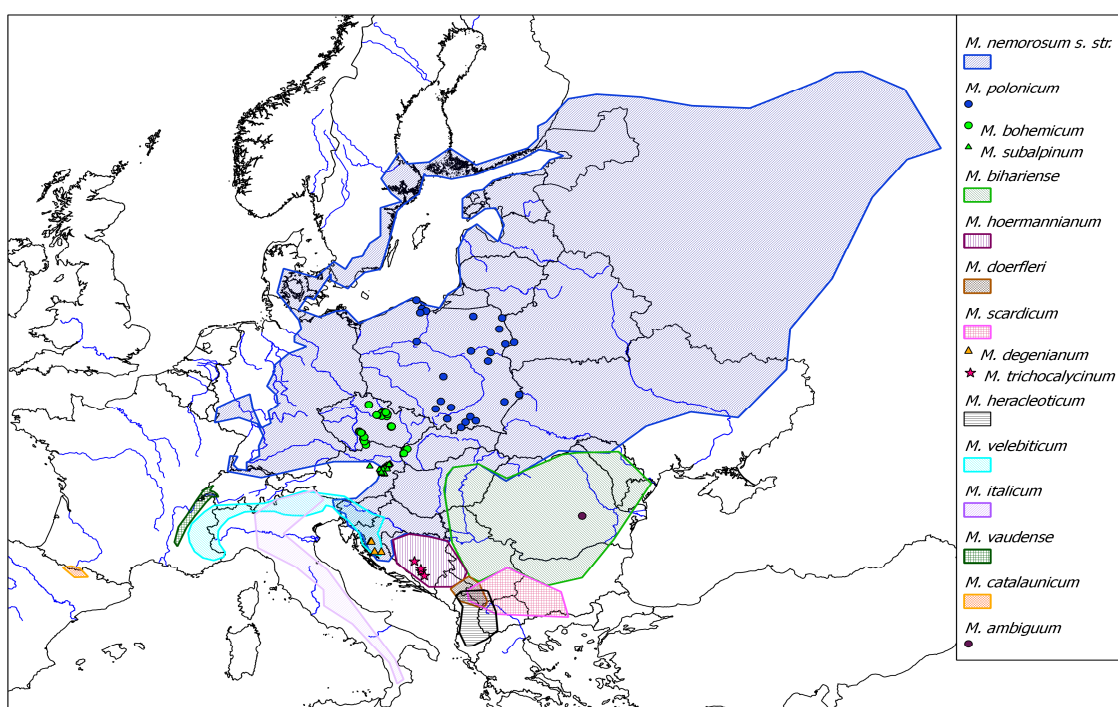 M. nemorosum s. str.
M. polonicum
M. bohemicum
M. subalpinum
M. bihariense
M. hoermannianum
M. doerfleri
M. scardicum
M. degenianum
M. trichocalycinum
M. heracleoticum
M. velebiticum
M. italicum
M. vaudense
M. catalaunicum
M. ambiguum